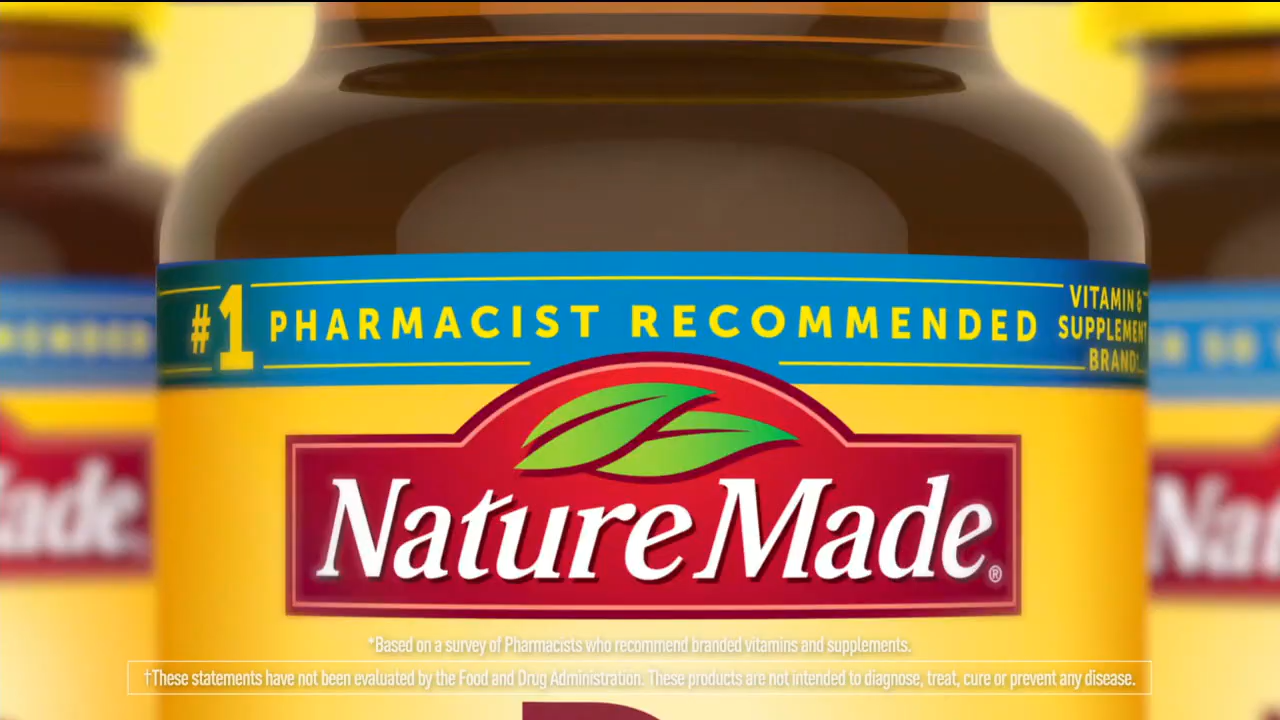 #1 PHARMACIST RECOMMENDED
VITAMIN &
SUPPLEMENT
BRAND
Nature Made®
*Based on a survey of Pharmacists who recommend branded vitamins and supplements.
†These statements have not been evaluated by the Food and Drug Administration. These products are not intended to diagnose, treat, cure or prevent any disease.